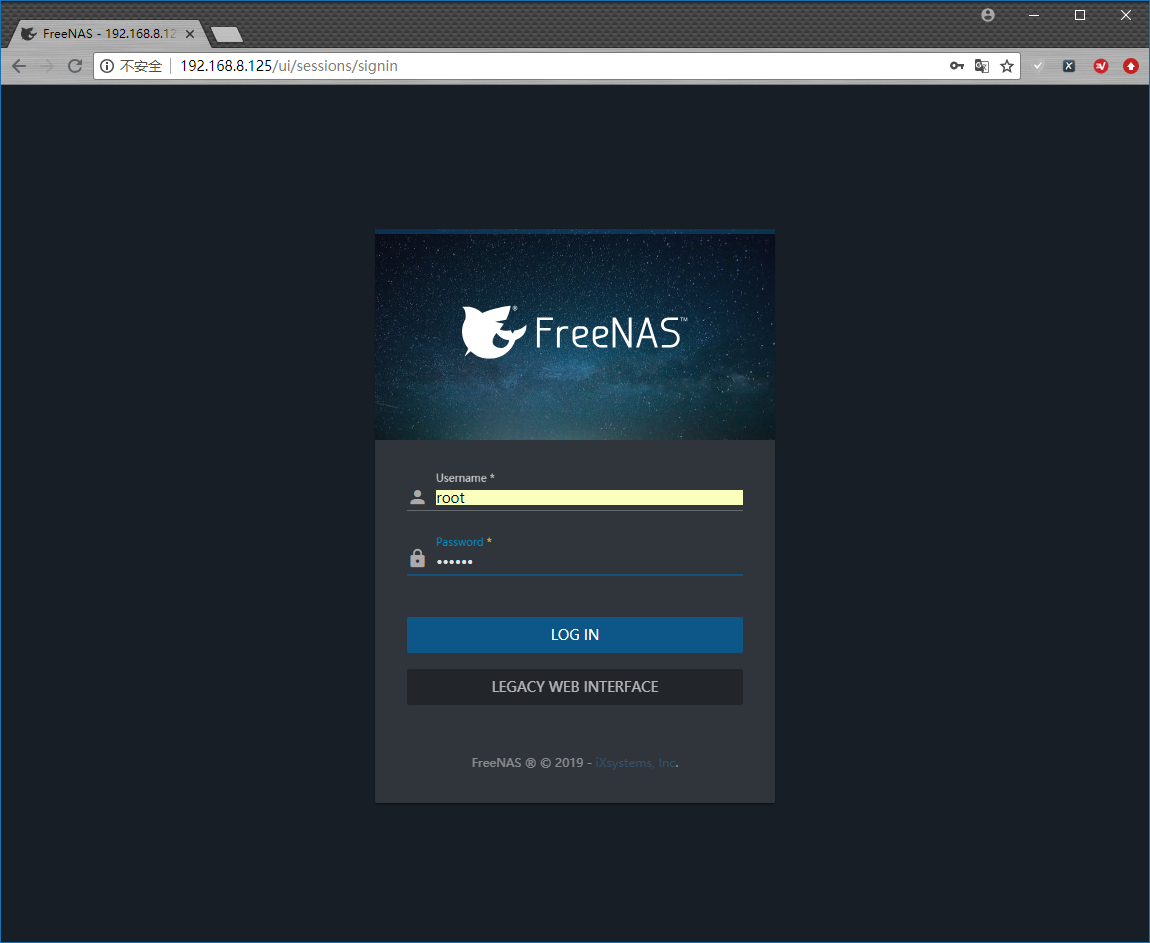 FreeNAS - 192.168.8.12
不安全 192.168.8.125/ui/sessions/signin
FreeNAS™
Username *
root
Password *
••••••
LOG IN
LEGACY WEB INTERFACE
FreeNAS ® © 2019 - iXsystems, Inc.